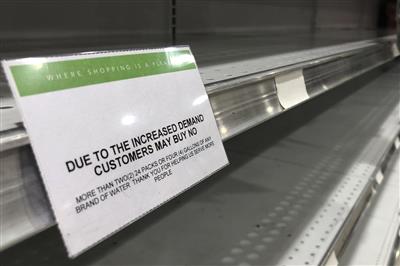 WHERE SHOPPING IS A PLEA
DUE TO THE INCREASED DEMAND
CUSTOMERS MAY BUY NO
MORE THAN TWO(2) 24 PACKS OR FOUR (4) GALLONS OF ANY
BRAND OF WATER THANK YOU FOR HELPING US SERVE MORE
PEOPLE